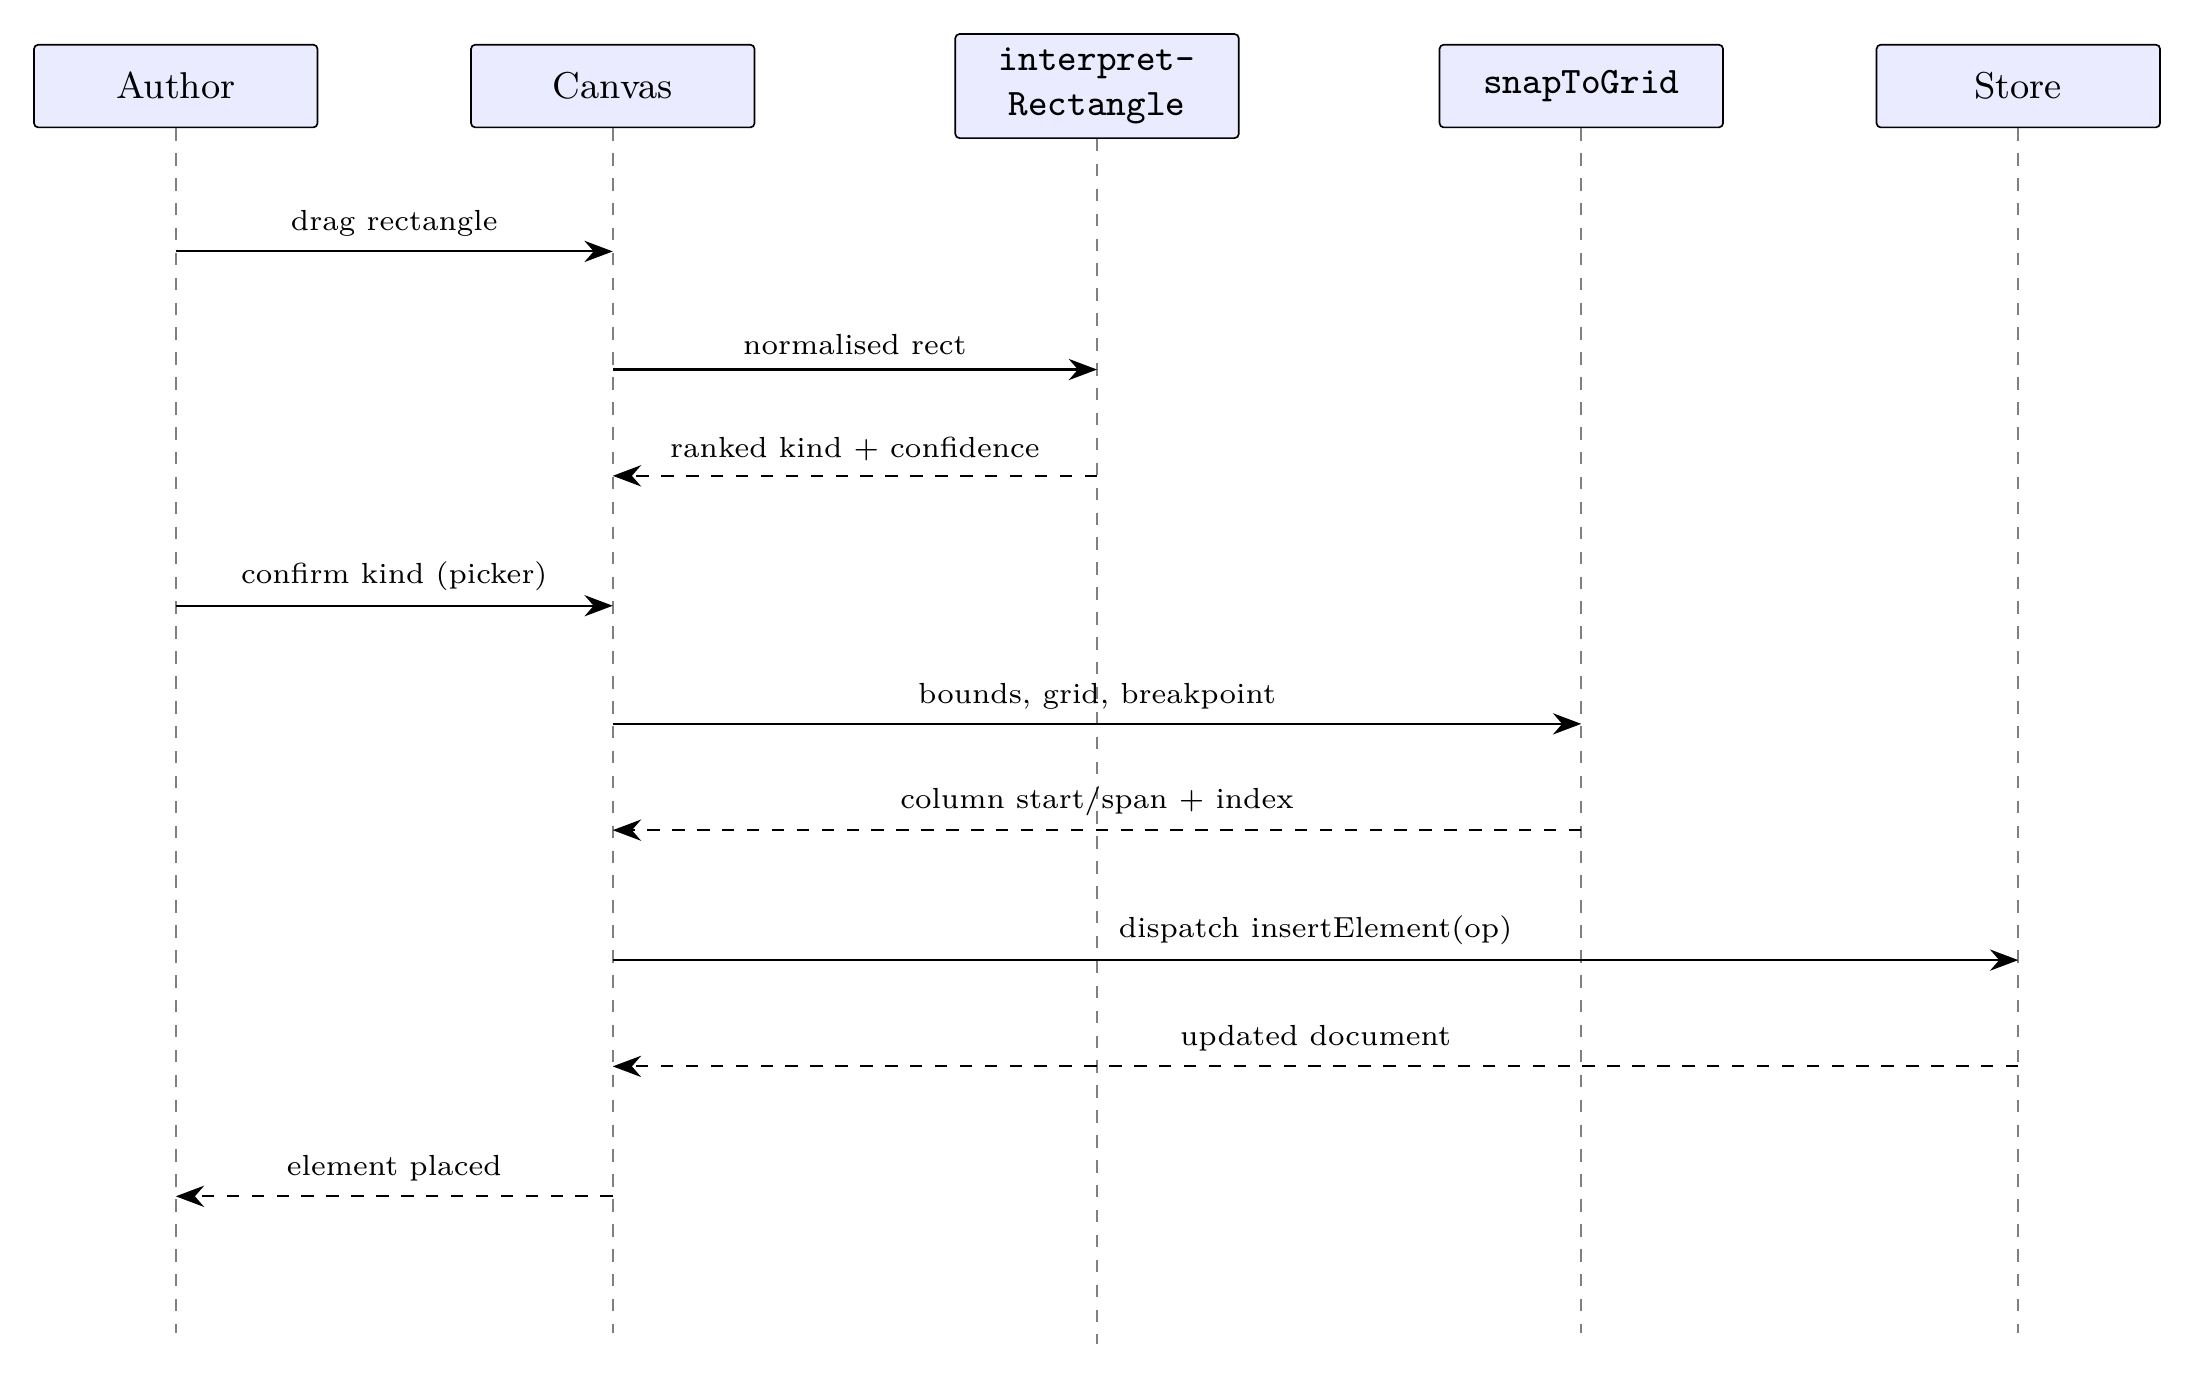 Author
Canvas
interpret-
Rectangle
snapToGrid
Store
drag rectangle
normalised rect
ranked kind + confidence
confirm kind (picker)
bounds, grid, breakpoint
column start/span + index
dispatch insertElement(op)
updated document
element placed